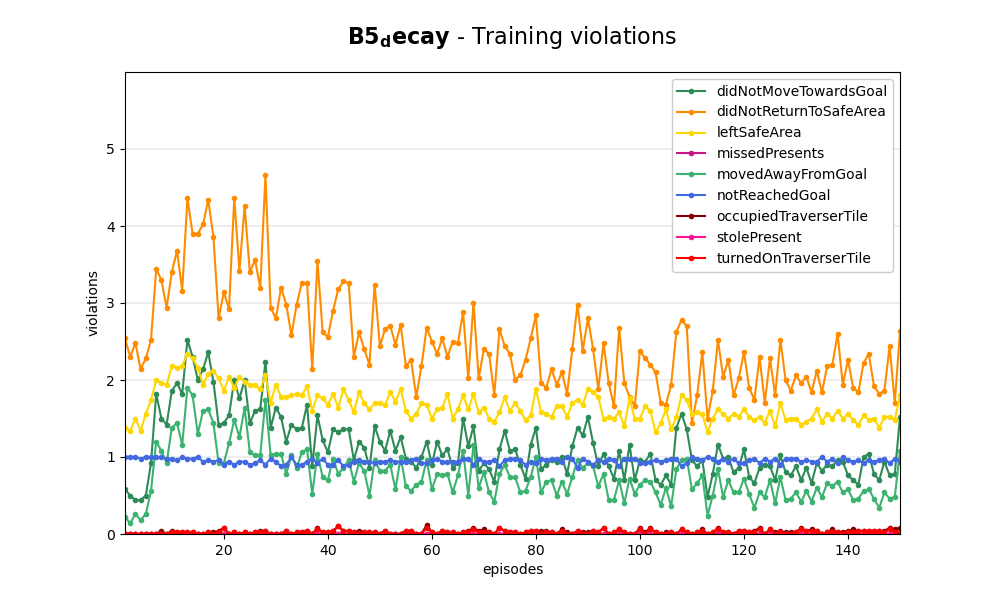 B5decay - Training violations
didNotMoveTowardsGoal
didNotReturnToSafeArea
leftSafeArea
missedPresents
movedAwayFromGoal
notReachedGoal
occupiedTraverserTile
stolePresent
turnedOnTraverserTile
violations
5
4
3
2
1
0
20
40
60
80
100
120
140
episodes